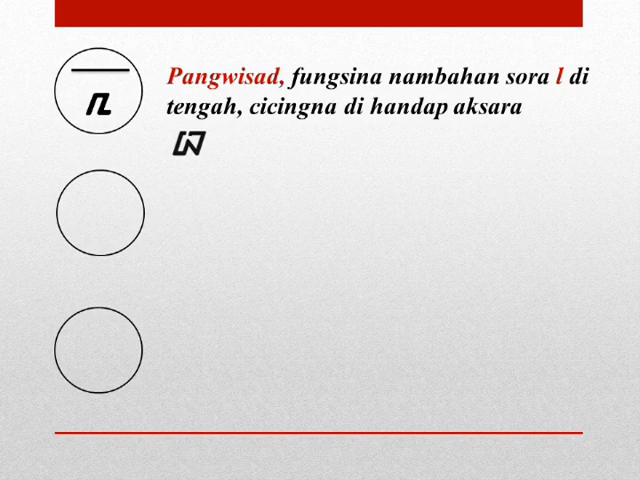 Pangwisad, fungsina nambahan sora l di
tengah, cicingna di handap aksara